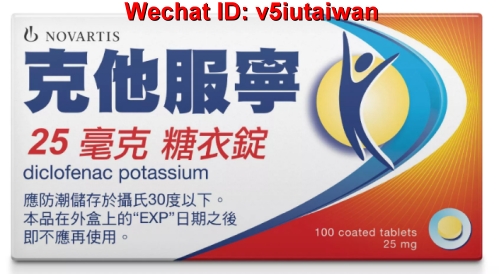 Wechat ID: v5iutaiwan
NOVARTIS
克他服寧
25 毫克 糖衣錠
diclofenac potassium
應防潮儲存於攝氏30度以下。
本品在外盒上的“EXP”日期之後
即不應再使用。
100 coated tablets
25 mg